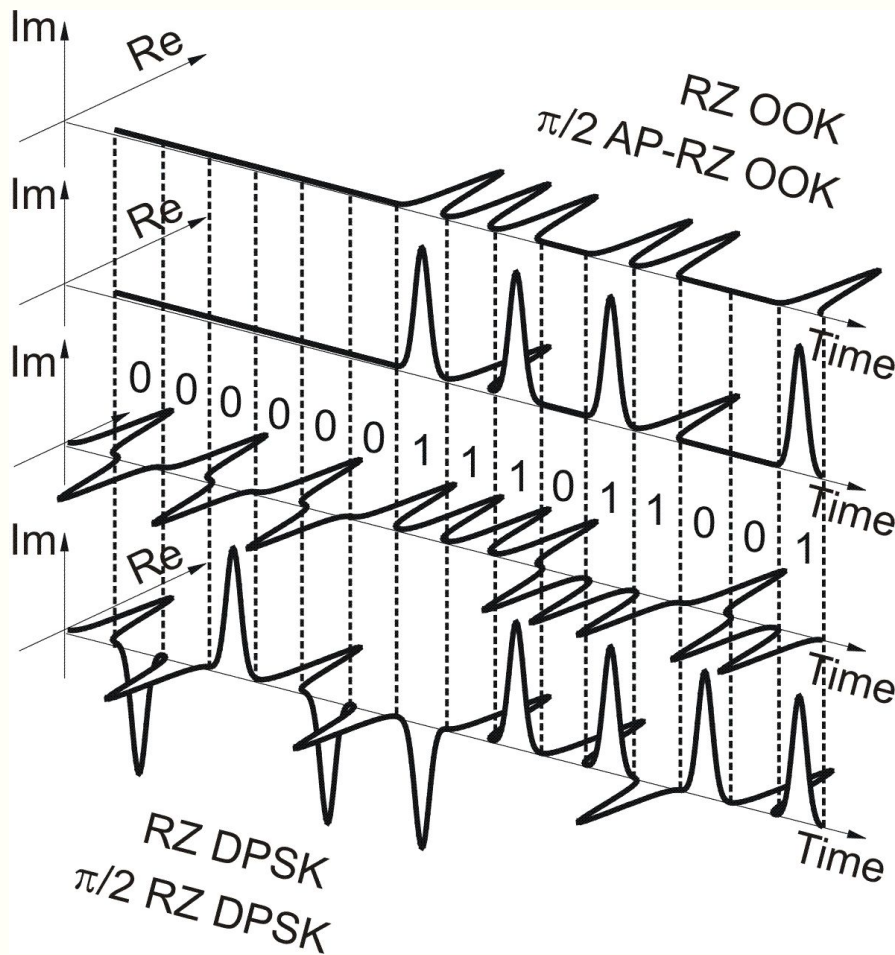 Im
Re
RZ OOK
π/2 AP-RZ OOK
Im
Re
Time
Im
0 0 0 0 0 0 1 1 1 0 1 1 0 0 1
Time
Im
Re
Time
RZ DPSK
π/2 RZ DPSK
Time